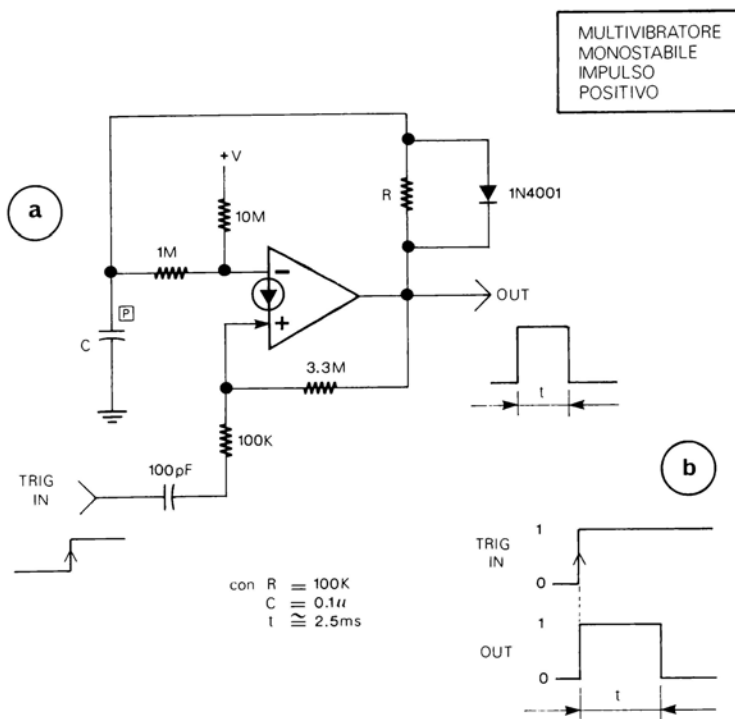 MULTIVIBRATORE
MONOSTABILE
IMPULSO
POSITIVO
a
+V
10M
1M
R
1N4001
P
C
−
+
OUT
3.3M
100K
100pF
TRIG
IN
t
b
con R = 100K
C = 0.1u
t ≅ 2.5ms
TRIG
IN
1
0
OUT
1
0
t